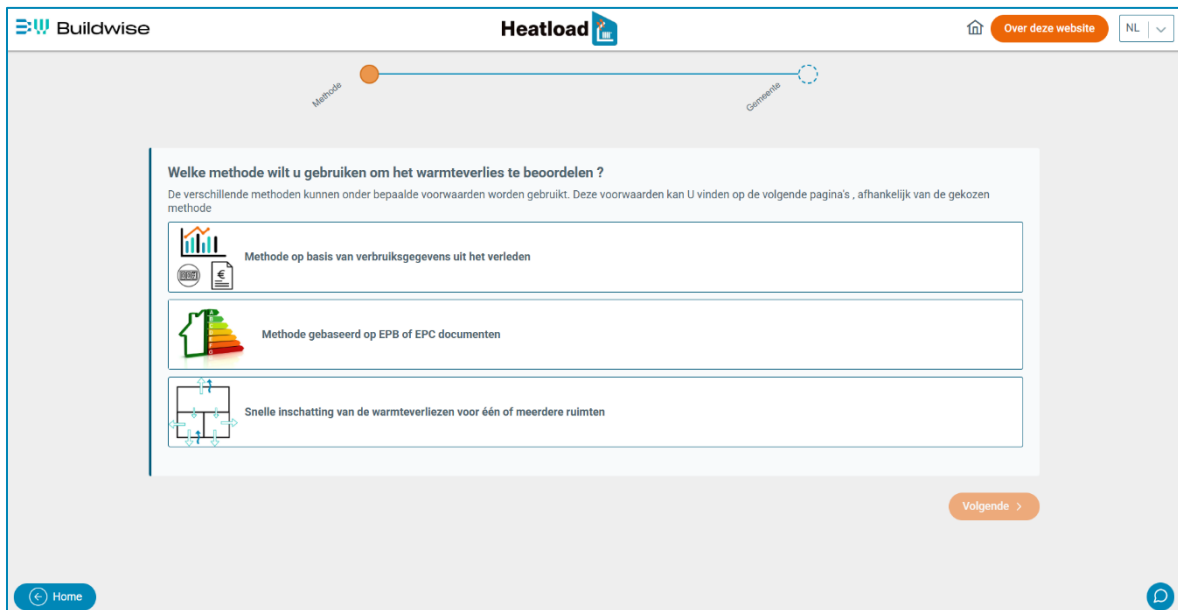 Buildwise
Heatload
Over deze website
NL
Methode
Gemeente
Welke methode wilt u gebruiken om het warmteverlies te beoordelen ?
De verschillende methoden kunnen onder bepaalde voorwaarden worden gebruikt. Deze voorwaarden kan U vinden op de volgende pagina's , afhankelijk van de gekozen
methode
Methode op basis van verbruiksgegevens uit het verleden
€
Methode gebaseerd op EPB of EPC documenten
Snelle inschatting van de warmteverliezen voor één of meerdere ruimten
Volgende
Home